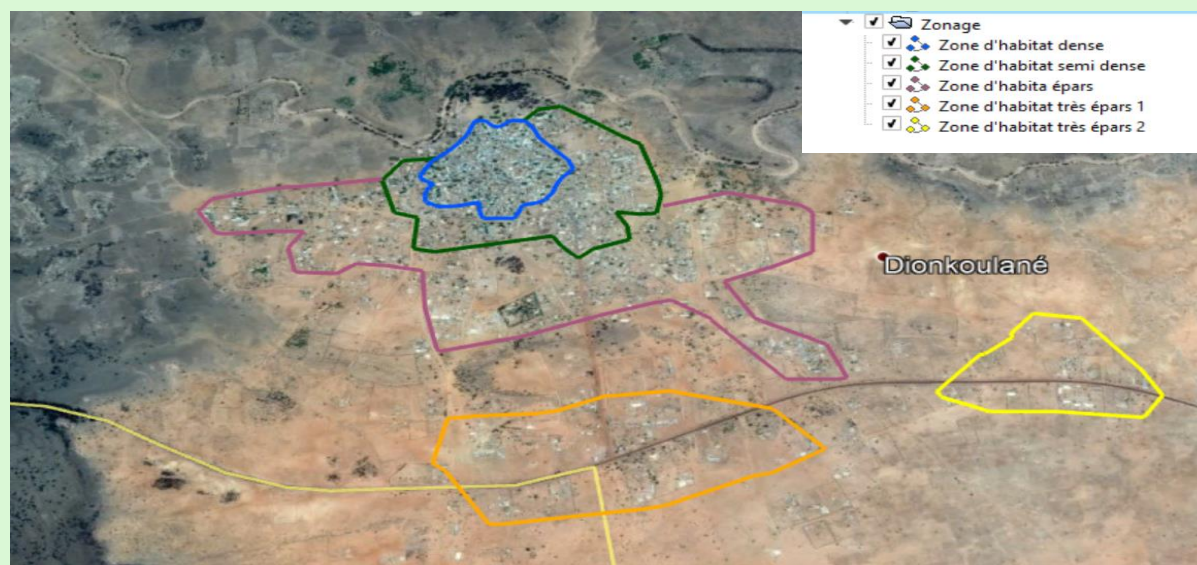 Zonage
Zone d'habitat dense
Zone d'habitat semi dense
Zone d'habita épars
Zone d'habitat très épars 1
Zone d'habitat très épars 2
Dionkoulané